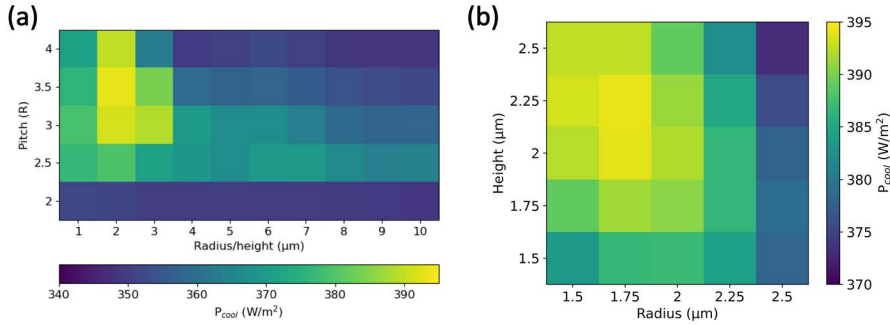 (a)
4
3.5
3
2.5
2
Pitch (R)
1 2 3 4 5 6 7 8 9 10
Radius/height (μm)
340 350 360 370 380 390
P_cool (W/m²)
(b)
2.5
2.25
2
1.75
1.5
Height (μm)
1.5 1.75 2 2.25 2.5
Radius (μm)
395
390
385
380
375
370
P_cool (W/m²)